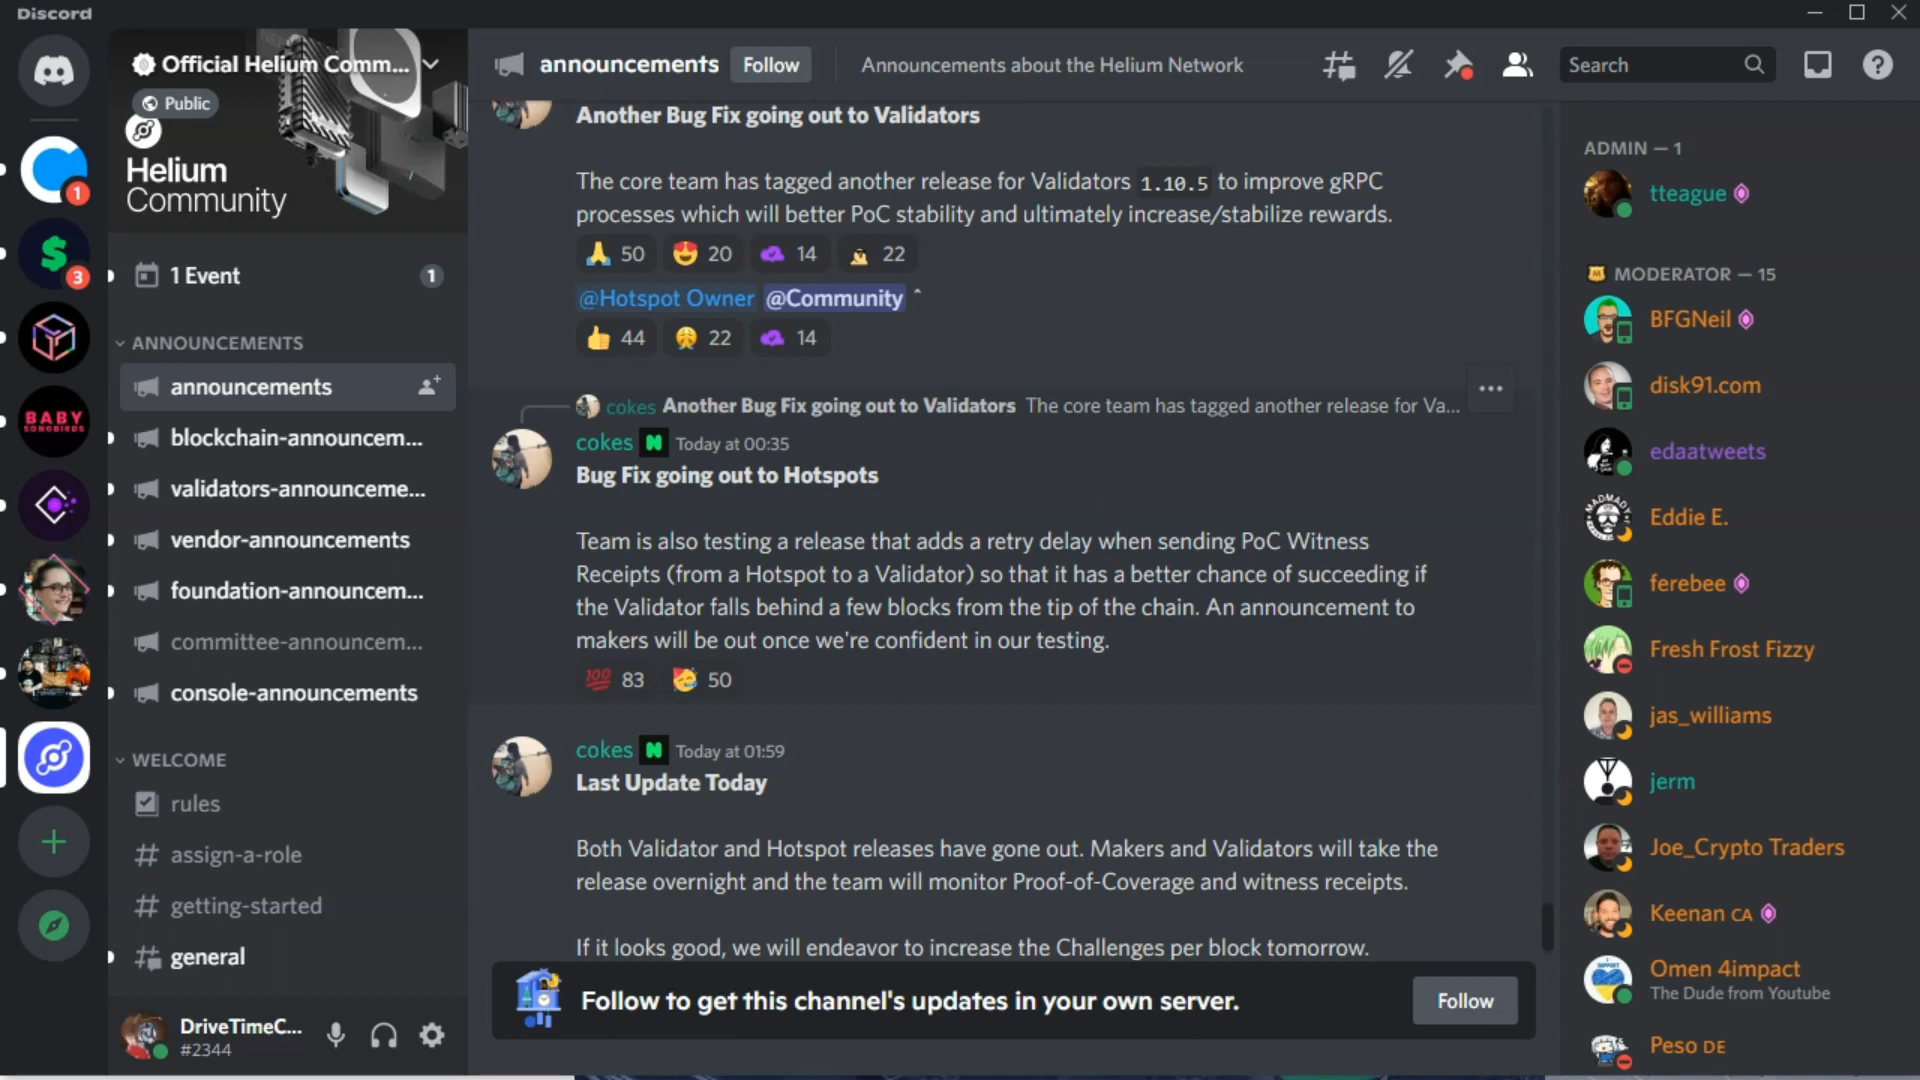 Discord
Official Helium Comm...
Public
Helium
Community
1 Event
1
ANNOUNCEMENTS
announcements
blockchain-announcem...
validators-announceme...
vendor-announcements
foundation-announcem...
committee-announcem...
console-announcements
WELCOME
rules
assign-a-role
getting-started
general
DriveTimeC...
#2344
1
3
BABY
SONGBIRDS
announcements
Follow
Announcements about the Helium Network
Search
Another Bug Fix going out to Validators
The core team has tagged another release for Validators 1.10.5 to improve gRPC
processes which will better PoC stability and ultimately increase/stabilize rewards.
50 20 14 22
@Hotspot Owner @Community ^
44 22 14
cokes Another Bug Fix going out to Validators The core team has tagged another release for Va...
cokes Today at 00:35
Bug Fix going out to Hotspots
Team is also testing a release that adds a retry delay when sending PoC Witness
Receipts (from a Hotspot to a Validator) so that it has a better chance of succeeding if
the Validator falls behind a few blocks from the tip of the chain. An announcement to
makers will be out once we're confident in our testing.
100 83 50
cokes Today at 01:59
Last Update Today
Both Validator and Hotspot releases have gone out. Makers and Validators will take the
release overnight and the team will monitor Proof-of-Coverage and witness receipts.
If it looks good, we will endeavor to increase the Challenges per block tomorrow.
Follow to get this channel's updates in your own server.
Follow
ADMIN — 1
tteague
MODERATOR — 15
BFGNeil
disk91.com
edaatweets
Eddie E.
ferebee
Fresh Frost Fizzy
jas_williams
jerm
Joe_Crypto Traders
Keenan CA
Omen 4impact
The Dude from Youtube
Peso DE